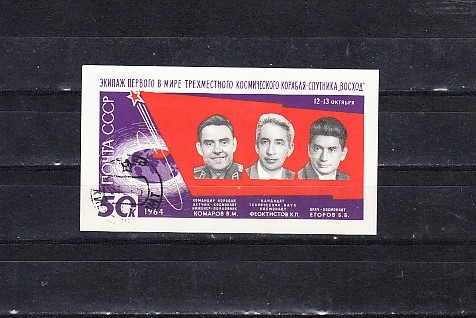 ЭКИПАЖ ПЕРВОГО В МИРЕ ТРЕХМЕСТНОГО КОСМИЧЕСКОГО КОРАБЛЯ-СПУТНИКА „ВОСХОД"
12-13 ОКТЯБРЯ
ПОЧТА СССР
50К
1964
КОМАНДИР КОРАБЛЯ
ЛЕТЧИК-КОСМОНАВТ
ИНЖЕНЕР-ПОЛКОВНИК
КОМАРОВ В.М.
КАНДИДАТ
ТЕХНИЧЕСКИХ НАУК
КОСМОНАВТ
ФЕОКТИСТОВ К.П.
ВРАЧ-КОСМОНАВТ
ЕГОРОВ Б.Б.